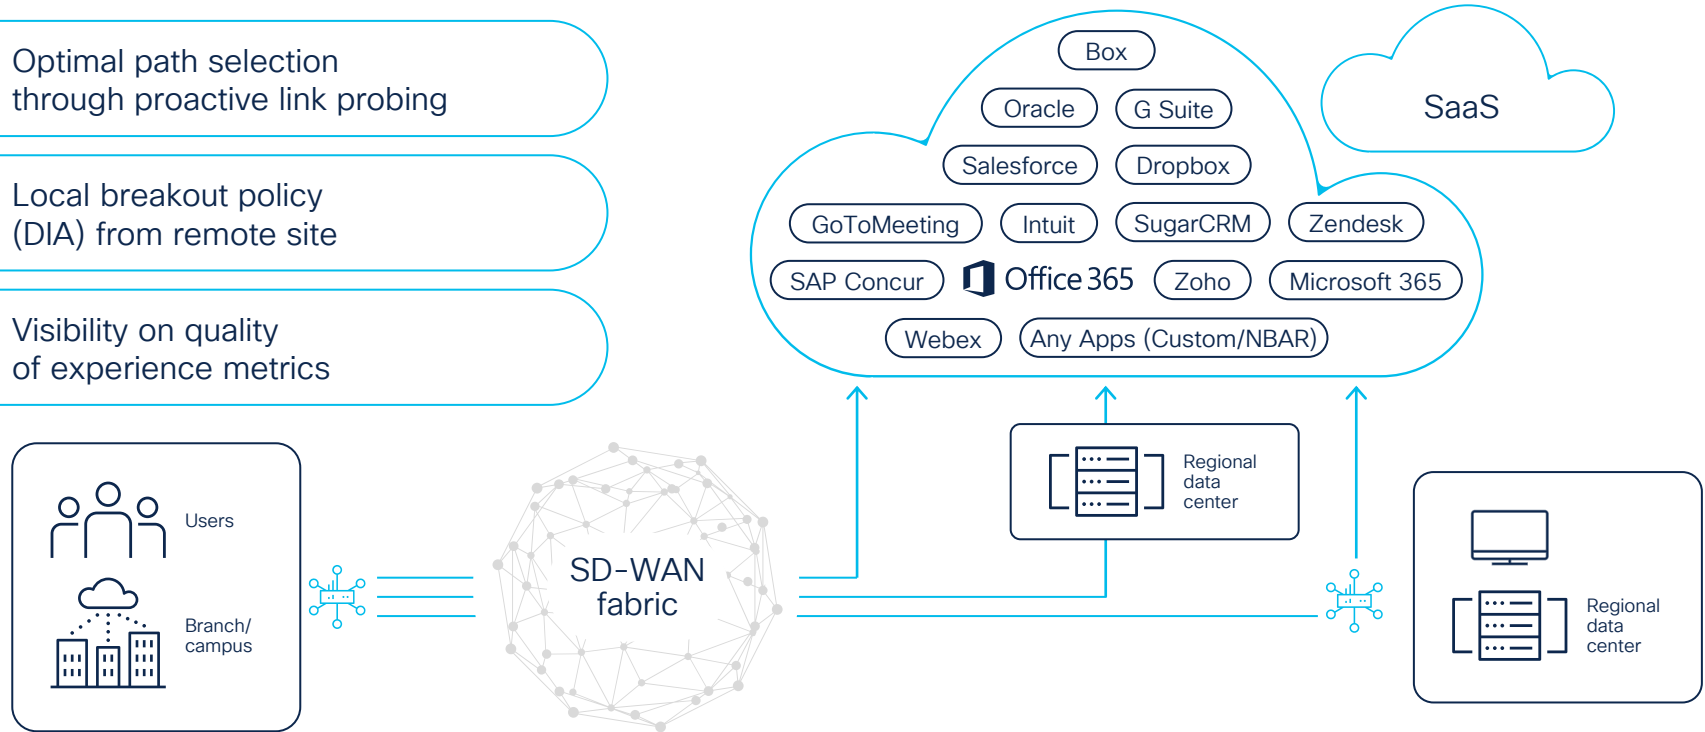 Optimal path selection
through proactive link probing
Local breakout policy
(DIA) from remote site
Visibility on quality
of experience metrics
Box
Oracle
G Suite
Salesforce
Dropbox
GoToMeeting
Intuit
SugarCRM
Zendesk
SAP Concur
Office 365
Zoho
Microsoft 365
Webex
Any Apps (Custom/NBAR)
SaaS
Users
Branch/
campus
SD-WAN
fabric
Regional
data
center
Regional
data
center